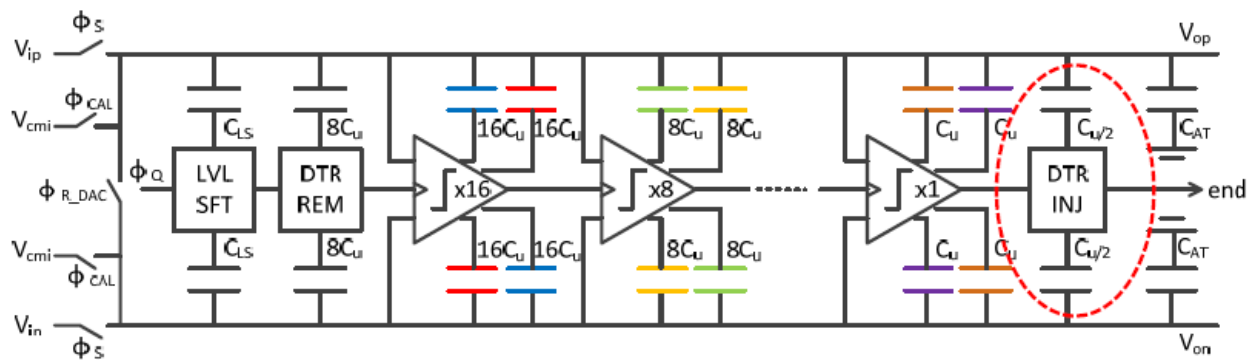 ϕS
Vip Vop
ϕCAL
Vcmi CLS 8Cu 16Cu 16Cu 8Cu 8Cu Cu Cu Cu/2 CAT
ϕQ LVL SFT DTR REM x16 x8 x1 DTR INJ end
ϕR_DAC
Vcmi CLS 8Cu 16Cu 16Cu 8Cu 8Cu Cu Cu Cu/2 CAT
ϕCAL
Vin Von
ϕS